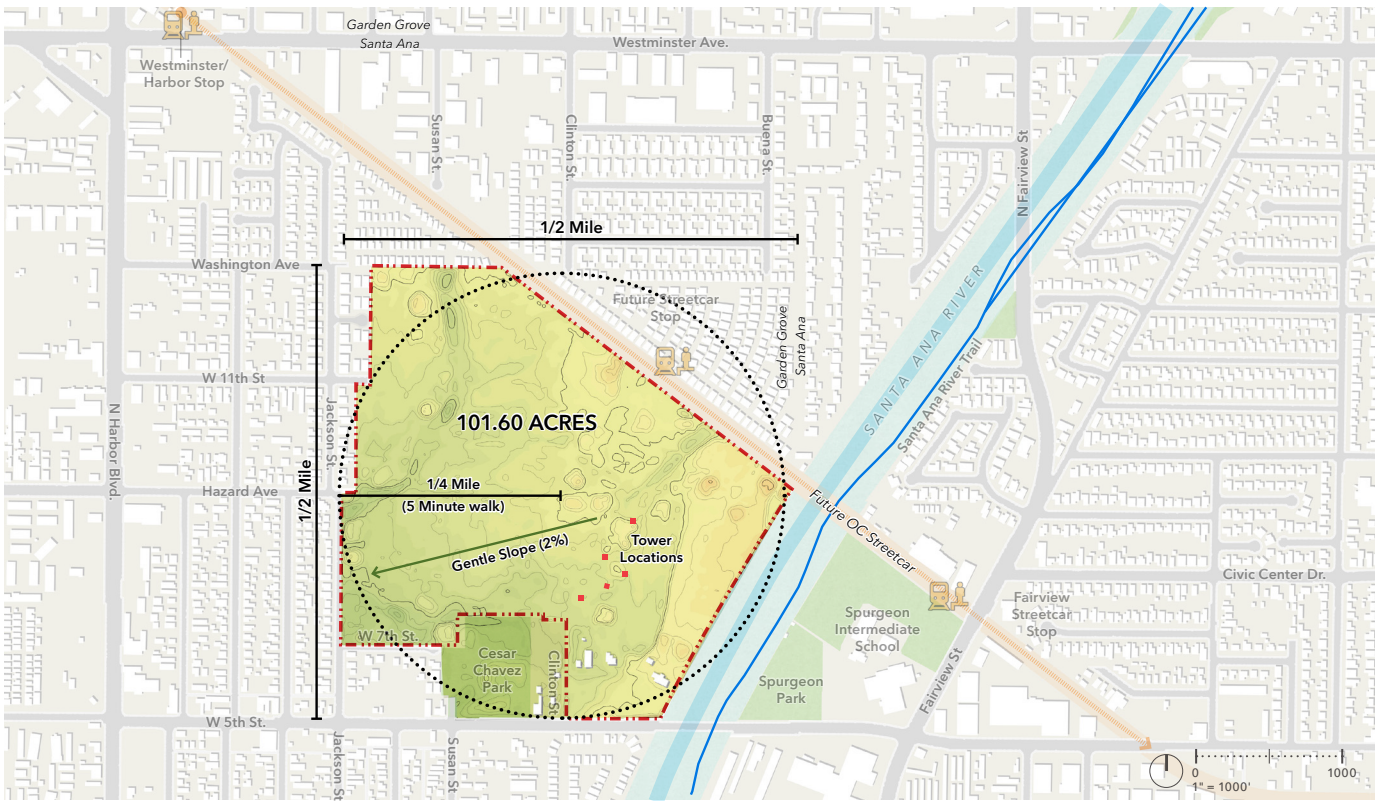 Garden Grove
Santa Ana
Westminster Ave.
Westminster/
Harbor Stop
Susan St.
Clinton St.
Buena St.
N Fairview St
1/2 Mile
Washington Ave
Future Streetcar
Stop
Garden Grove
Santa Ana
SANTA ANA RIVER
Santa Ana River Trail
W 11th St
Jackson St.
N Harbor Blvd.
101.60 ACRES
1/2 Mile
Hazard Ave
1/4 Mile
(5 Minute walk)
Gentle Slope (2%)
Tower
Locations
Future OC Streetcar
Civic Center Dr.
Fairview
Streetcar
Stop
Spurgeon
Intermediate
School
W 7th St.
Cesar
Chavez
Park
Clinton St
Spurgeon
Park
Fairview St
W 5th St.
Jackson St
Susan St
0
1000
1" = 1000'